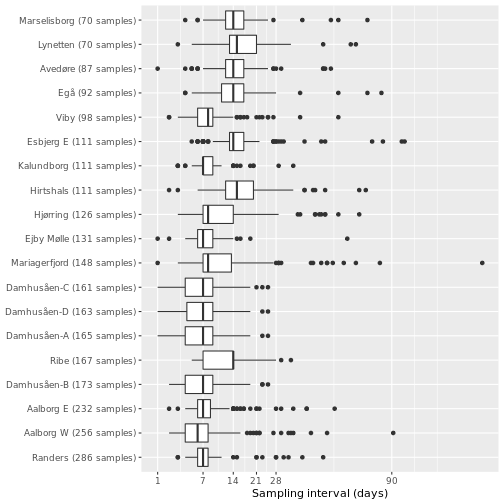 Marselisborg (70 samples)
Lynetten (70 samples)
Avedøre (87 samples)
Egå (92 samples)
Viby (98 samples)
Esbjerg E (111 samples)
Kalundborg (111 samples)
Hirtshals (111 samples)
Hjørring (126 samples)
Ejby Mølle (131 samples)
Mariagerfjord (148 samples)
Damhusåen-C (161 samples)
Damhusåen-D (163 samples)
Damhusåen-A (165 samples)
Ribe (167 samples)
Damhusåen-B (173 samples)
Aalborg E (232 samples)
Aalborg W (256 samples)
Randers (286 samples)
1 7 14 21 28 90
Sampling interval (days)